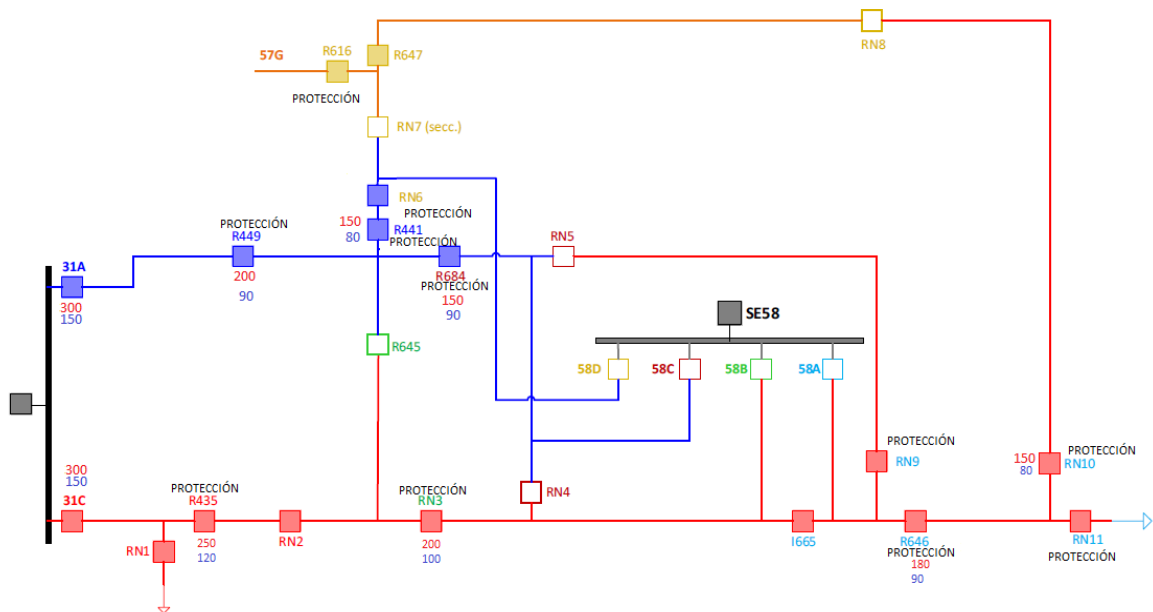 RN8
57G
R616
R647
PROTECCIÓN
RN7 (secc.)
RN6
PROTECCIÓN
150
80
R441
PROTECCIÓN
PROTECCIÓN
R449
200
90
31A
300
150
R684
PROTECCIÓN
150
90
RN5
SE58
R645
58D
58C
58B
58A
PROTECCIÓN
RN9
150
80
PROTECCIÓN
RN10
300
150
31C
PROTECCIÓN
R435
250
120
RN1
RN2
PROTECCIÓN
RN3
200
100
RN4
I665
R646
PROTECCIÓN
180
90
RN11
PROTECCIÓN